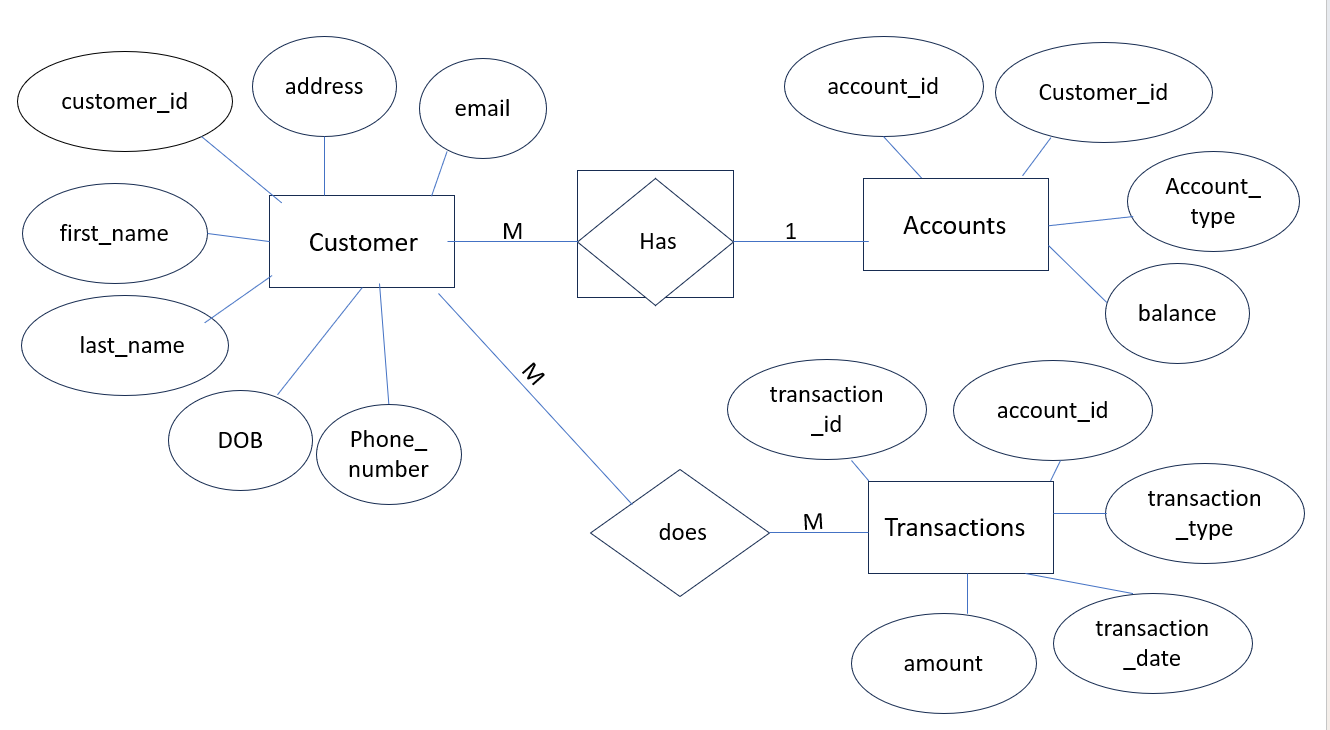 customer_id
address
email
account_id
Customer_id
first_name
Customer
M
Has
1
Accounts
Account_
type
last_name
balance
DOB
Phone_
number
M
transaction
_id
account_id
does
M
Transactions
transaction
_type
amount
transaction
_date